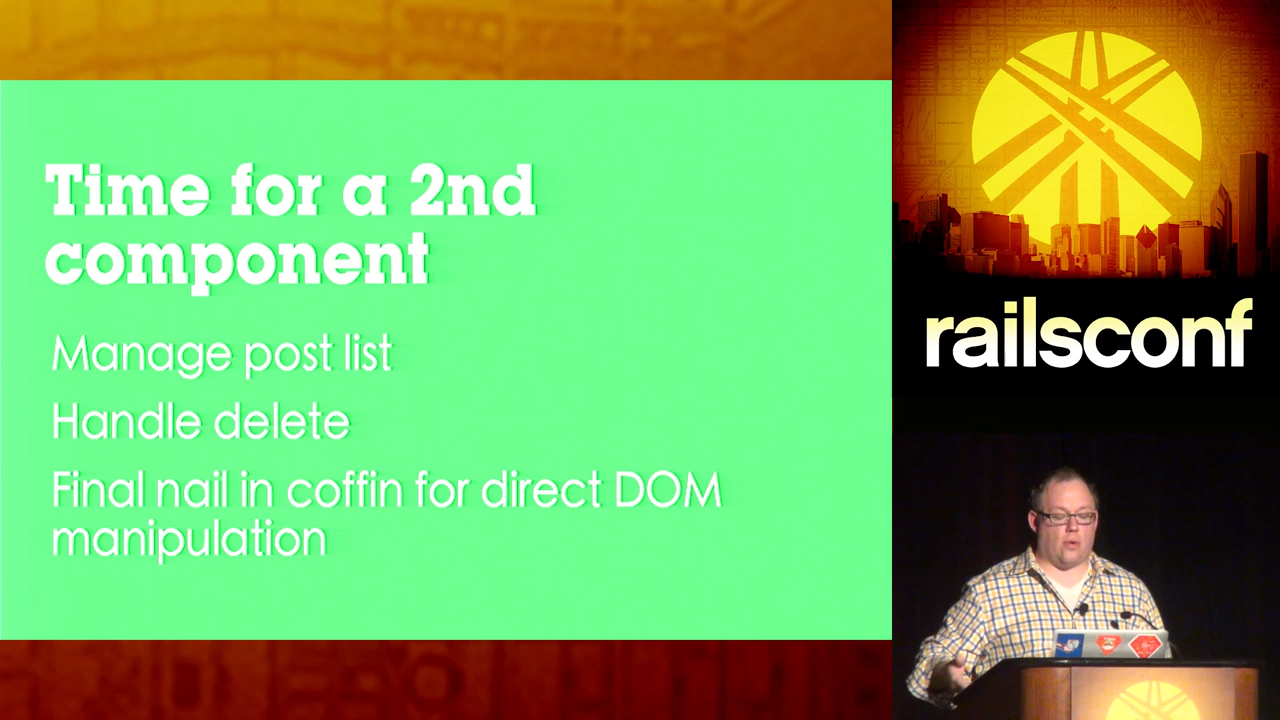 Time for a 2nd
component
Manage post list
Handle delete
Final nail in coffin for direct DOM
manipulation
railsconf